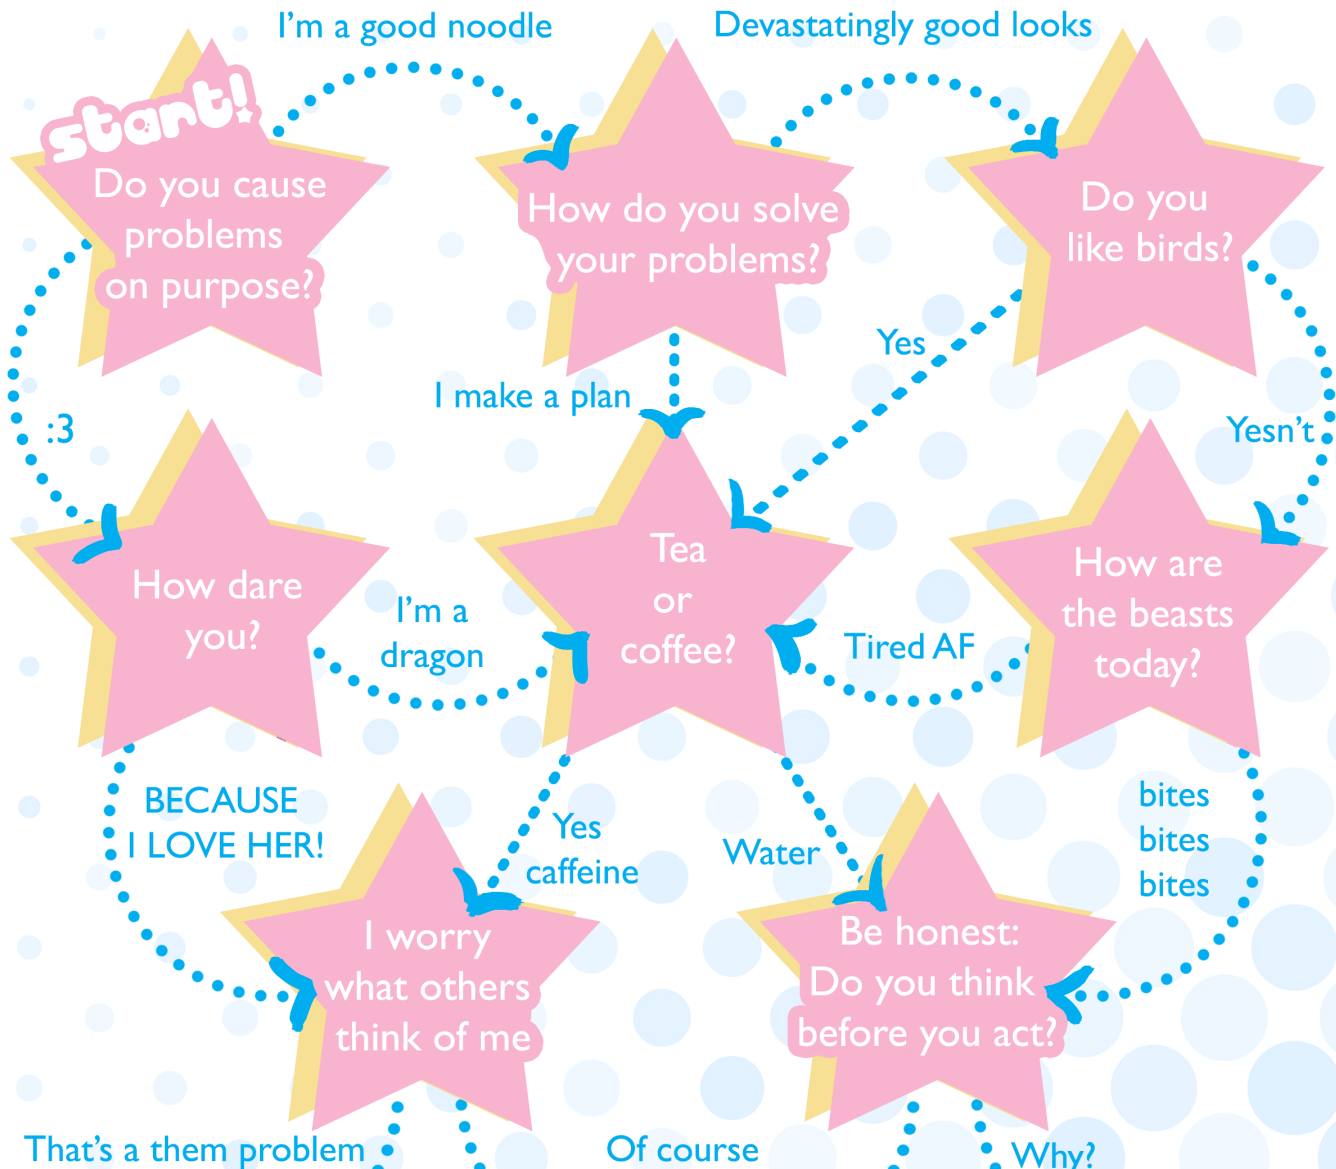 I'm a good noodle
Devastatingly good looks
start!
Do you cause
problems
on purpose?
How do you solve
your problems?
Do you
like birds?
Yes
I make a plan
:3
Yesn't
How dare
you?
I'm a
dragon
Tea
or
coffee?
Tired AF
How are
the beasts
today?
BECAUSE
I LOVE HER!
Yes
caffeine
Water
bites
bites
bites
I worry
what others
think of me
Be honest:
Do you think
before you act?
That's a them problem
Of course
Why?